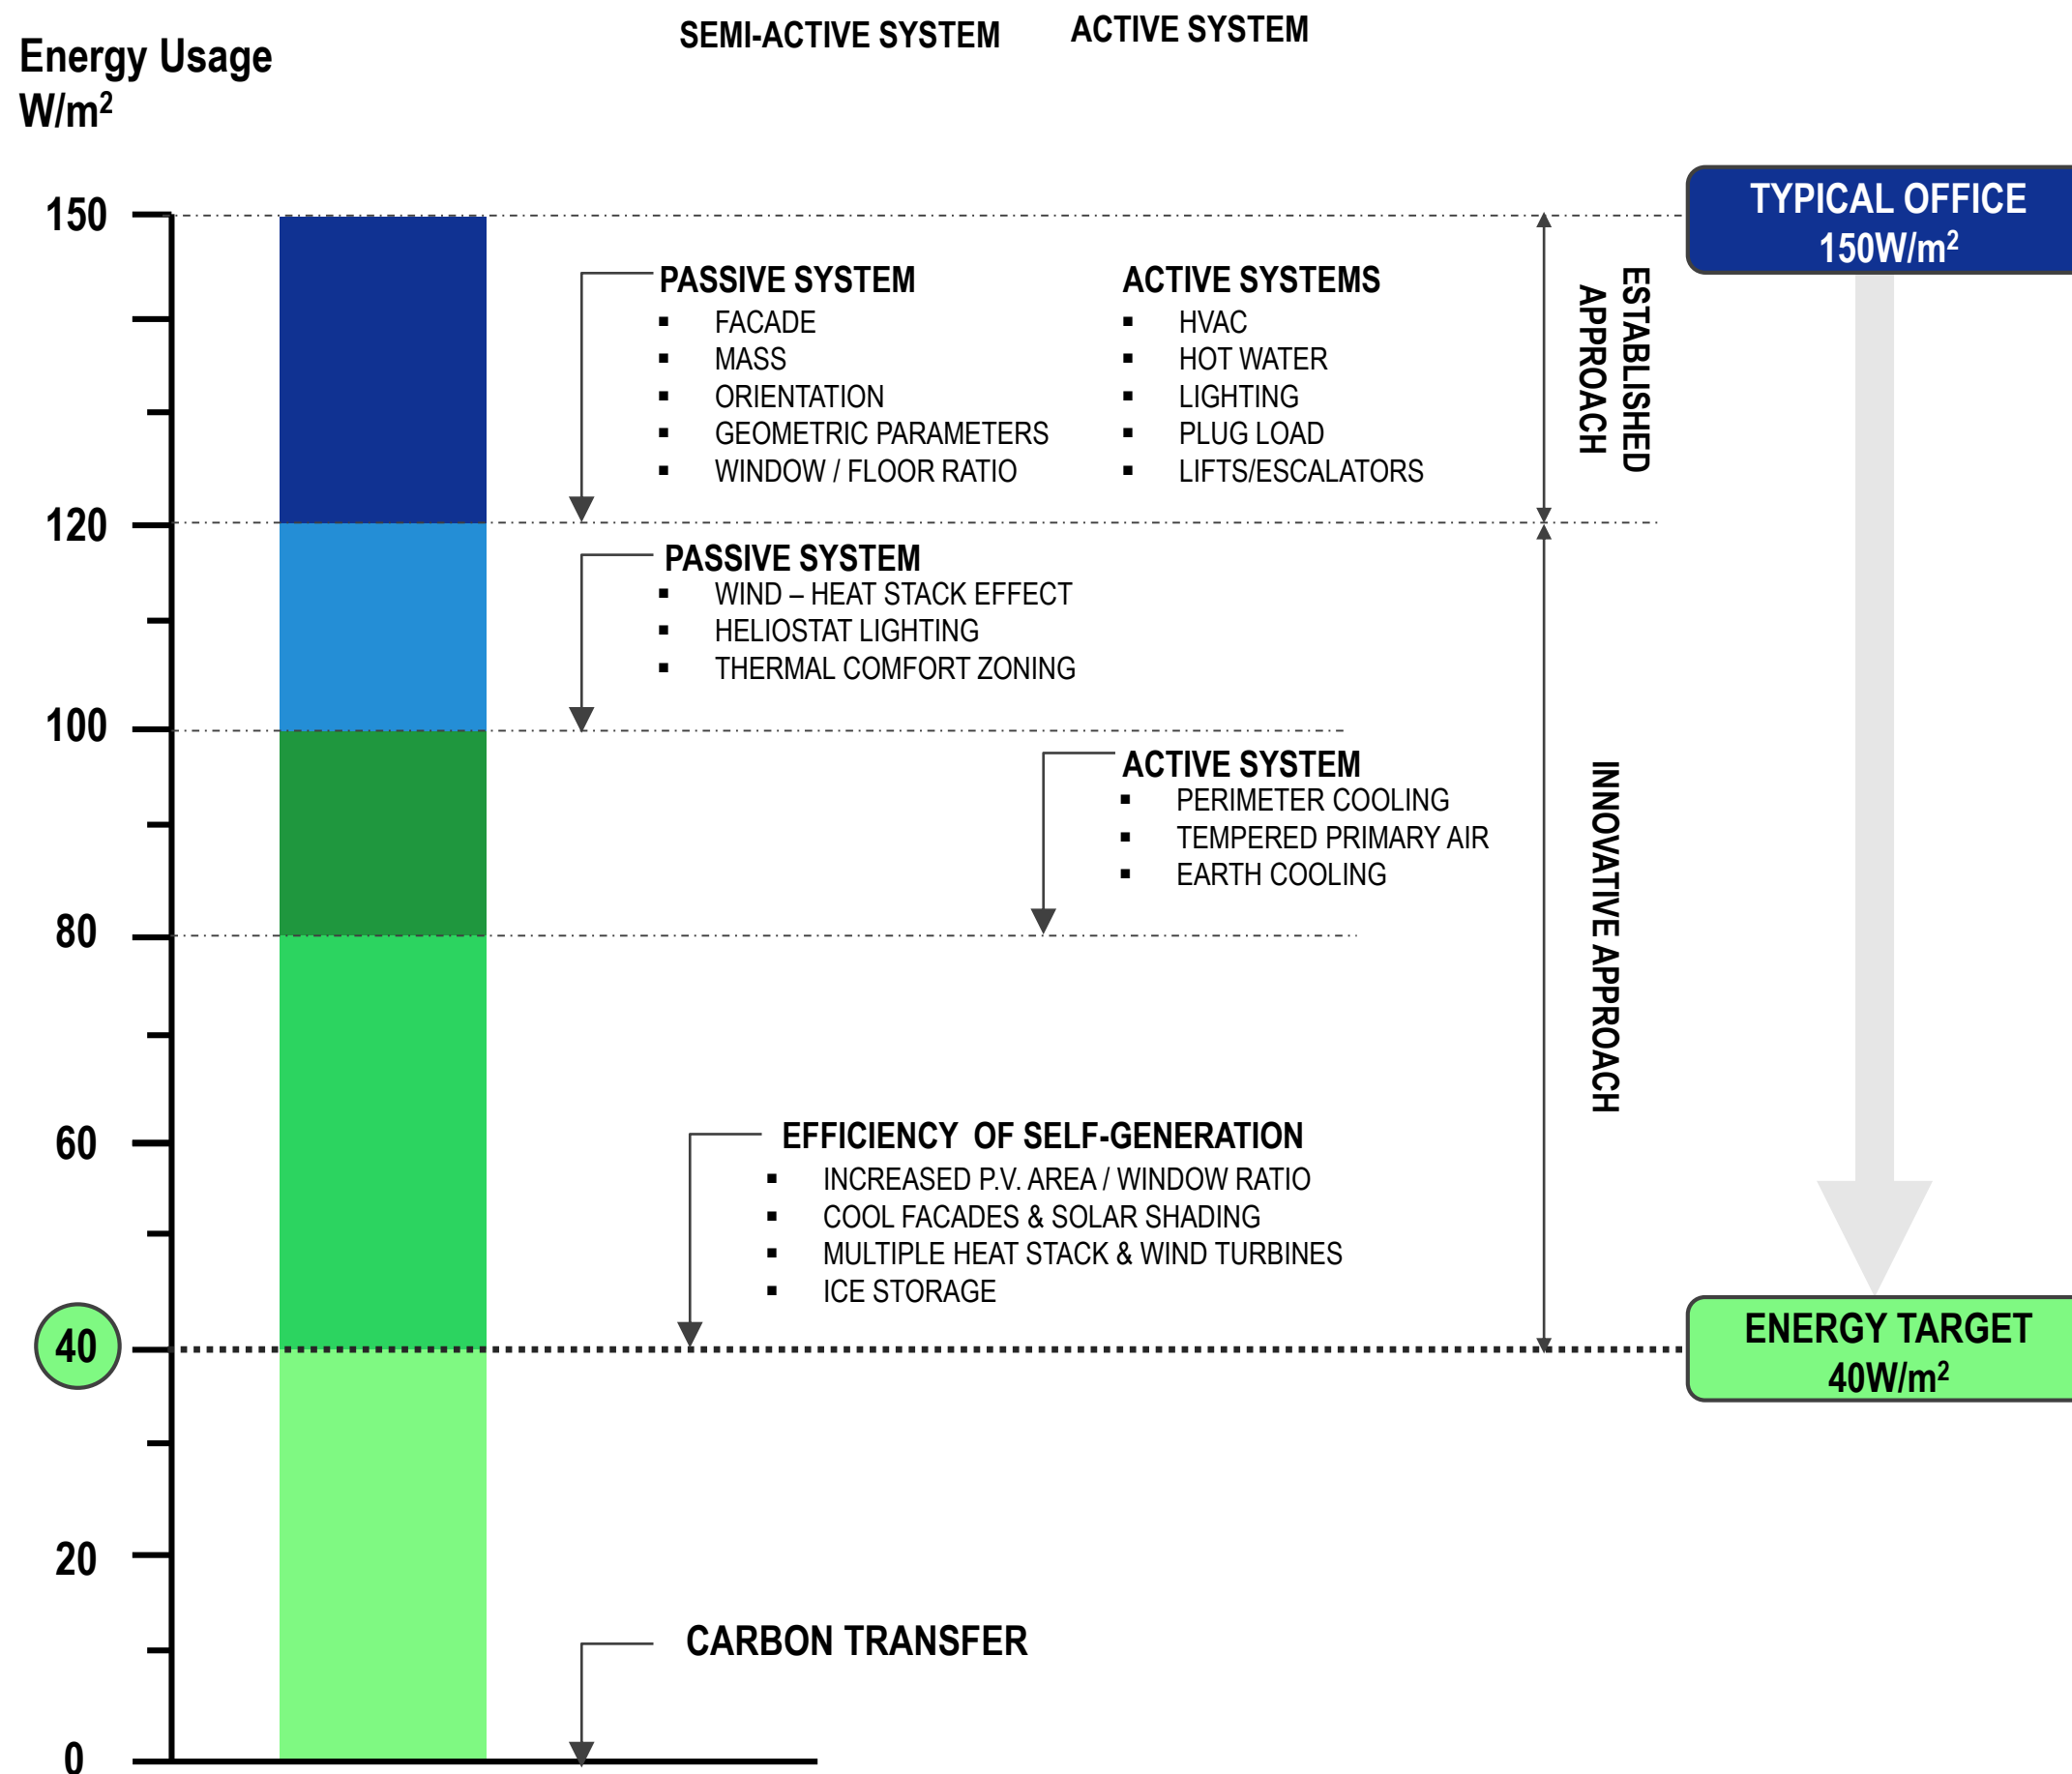 Energy Usage
W/m²
SEMI-ACTIVE SYSTEM
ACTIVE SYSTEM
150
120
100
80
60
40
20
0
PASSIVE SYSTEM
▪ FACADE
▪ MASS
▪ ORIENTATION
▪ GEOMETRIC PARAMETERS
▪ WINDOW / FLOOR RATIO
ACTIVE SYSTEMS
▪ HVAC
▪ HOT WATER
▪ LIGHTING
▪ PLUG LOAD
▪ LIFTS/ESCALATORS
ESTABLISHED
APPROACH
TYPICAL OFFICE
150W/m²
PASSIVE SYSTEM
▪ WIND – HEAT STACK EFFECT
▪ HELIOSTAT LIGHTING
▪ THERMAL COMFORT ZONING
ACTIVE SYSTEM
▪ PERIMETER COOLING
▪ TEMPERED PRIMARY AIR
▪ EARTH COOLING
INNOVATIVE APPROACH
EFFICIENCY OF SELF-GENERATION
▪ INCREASED P.V. AREA / WINDOW RATIO
▪ COOL FACADES & SOLAR SHADING
▪ MULTIPLE HEAT STACK & WIND TURBINES
▪ ICE STORAGE
ENERGY TARGET
40W/m²
CARBON TRANSFER